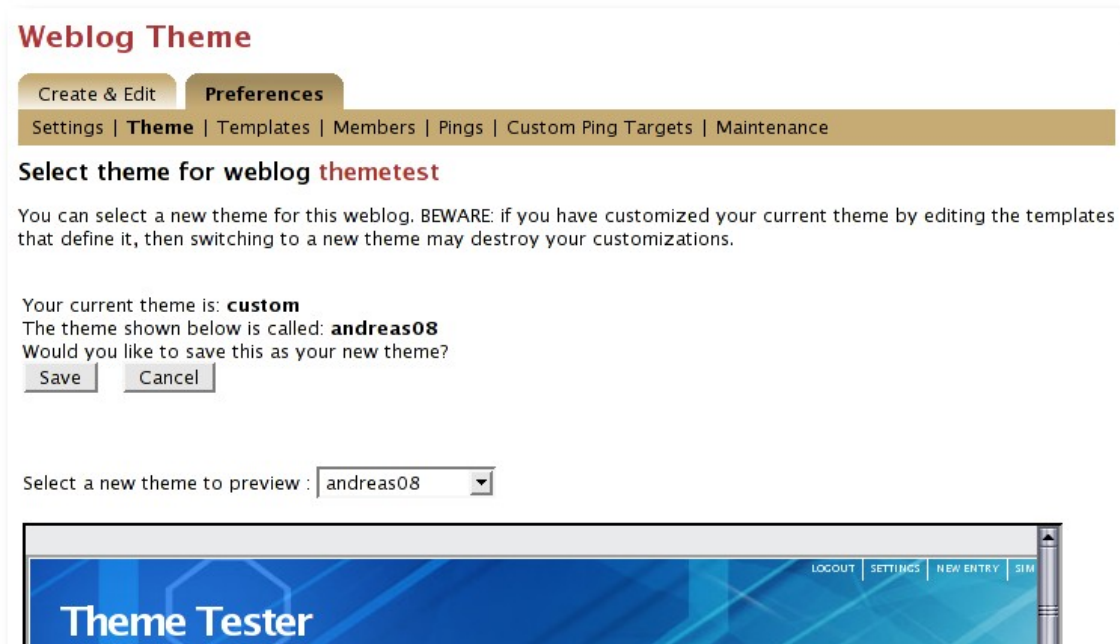 Weblog Theme
Create & Edit
Preferences
Settings | Theme | Templates | Members | Pings | Custom Ping Targets | Maintenance
Select theme for weblog themetest
You can select a new theme for this weblog. BEWARE: if you have customized your current theme by editing the templates
that define it, then switching to a new theme may destroy your customizations.
Your current theme is: custom
The theme shown below is called: andreas08
Would you like to save this as your new theme?
Save
Cancel
Select a new theme to preview : andreas08
LOGOUT | SETTINGS | NEW ENTRY | SIM
Theme Tester